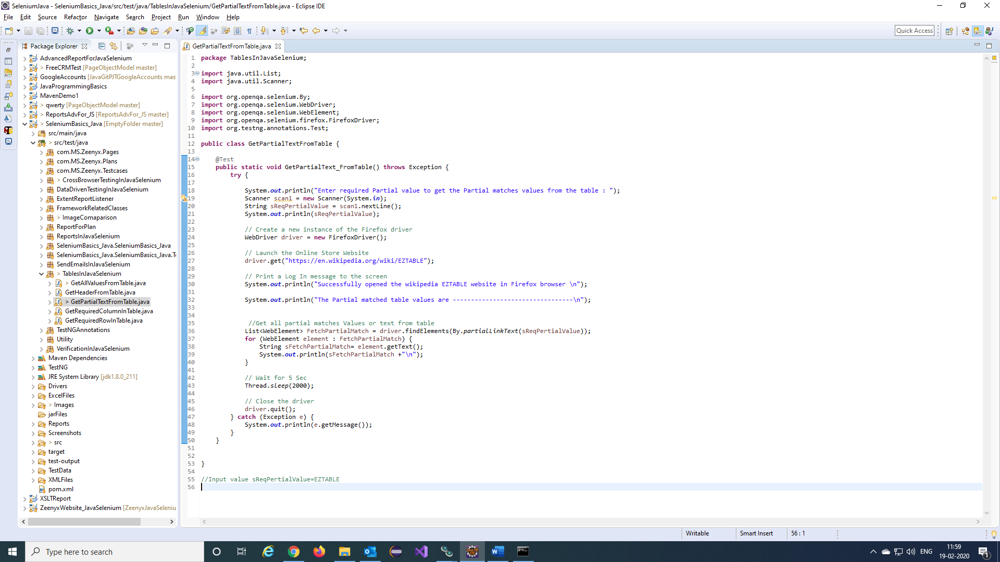 SeleniumJava - SeleniumBasics_Java/src/test/java/TablesInJavaSelenium/GetPartialTextFromTable.java - Eclipse IDE
File Edit Source Refactor Navigate Search Project Run Window Help
Quick Access
Package Explorer
AdvancedReportForJavaSelenium
> FreeCRMTest [PageObjectModel master]
GoogleAccounts [JavaGitPJTGoogleAccounts mas
JavaProgrammingBasics
MavenDemo1
> qwerty [PageObjectModel master]
> ReportsAdvFor_JS [ReportsAdvFor_JS master]
> SeleniumBasics_Java [EmptyFolder master]
src/main/java
> src/test/java
com.MS.Zeenyx.Pages
com.MS.Zeenyx.Plans
com.MS.Zeenyx.Testcases
> CrossBrowserTestingInJavaSelenium
DataDrivenTestingInJavaSelenium
ExtentReportListener
FrameworkRelatedClasses
> ImageComaparison
ReportForPlan
ReportsInJavaSelenium
SeleniumBasics_Java.SeleniumBasics_Java
SeleniumBasics_Java.SeleniumBasics_Java.T
SendEmailsInJavaSelenium
> TablesInJavaSelenium
> GetAllValuesFromTable.java
GetHeaderFromTable.java
> GetPartialTextFromTable.java
GetRequiredColumnInTable.java
GetRequiredRowInTable.java
TestNGAnnotations
Utility
VerificationInJavaSelenium
Maven Dependencies
TestNG
JRE System Library [jdk1.8.0_211]
Drivers
ExcelFiles
> Images
jarFiles
Reports
Screenshots
> src
target
test-output
TestData
XMLFiles
pom.xml
XSLTReport
ZeenyxWebsite_JavaSelenium [ZeenyxJavaSeleniu
GetPartialTextFromTable.java
1 package TablesInJavaSelenium;
2
3 import java.util.List;
4 import java.util.Scanner;
5
6 import org.openqa.selenium.By;
7 import org.openqa.selenium.WebDriver;
8 import org.openqa.selenium.WebElement;
9 import org.openqa.selenium.firefox.FirefoxDriver;
10 import org.testng.annotations.Test;
11
12 public class GetPartialTextFromTable {
13
14 @Test
15 public static void GetPartialText_FromTable() throws Exception {
16 try {
17
18 System.out.println("Enter required Partial value to get the Partial matches values from the table : ");
19 Scanner scan1 = new Scanner(System.in);
20 String sReqPertialValue = scan1.nextLine();
21 System.out.println(sReqPertialValue);
22
23 // Create a new instance of the Firefox driver
24 WebDriver driver = new FirefoxDriver();
25
26 // Launch the Online Store Website
27 driver.get("https://en.wikipedia.org/wiki/EZTABLE");
28
29 // Print a Log In message to the screen
30 System.out.println("Successfully opened the wikipedia EZTABLE website in Firefox browser \n");
31
32 System.out.println("The Partial matched table values are ---------------------------------\n");
33
34
35 //Get all partial matches Values or text from table
36 List<WebElement> FetchPartialMatch = driver.findElements(By.partialLinkText(sReqPertialValue));
37 for (WebElement element : FetchPartialMatch) {
38 String sFetchPartialMatch= element.getText();
39 System.out.println(sFetchPartialMatch +"\n");
40 }
41
42 // Wait for 5 Sec
43 Thread.sleep(2000);
44
45 // Close the driver
46 driver.quit();
47 } catch (Exception e) {
48 System.out.println(e.getMessage());
49 }
50 }
51
52
53 }
54
55 //Input value sReqPertialValue=EZTABLE
56
Writable Smart Insert 56 : 1
Type here to search
ENG
11:59
19-02-2020
1